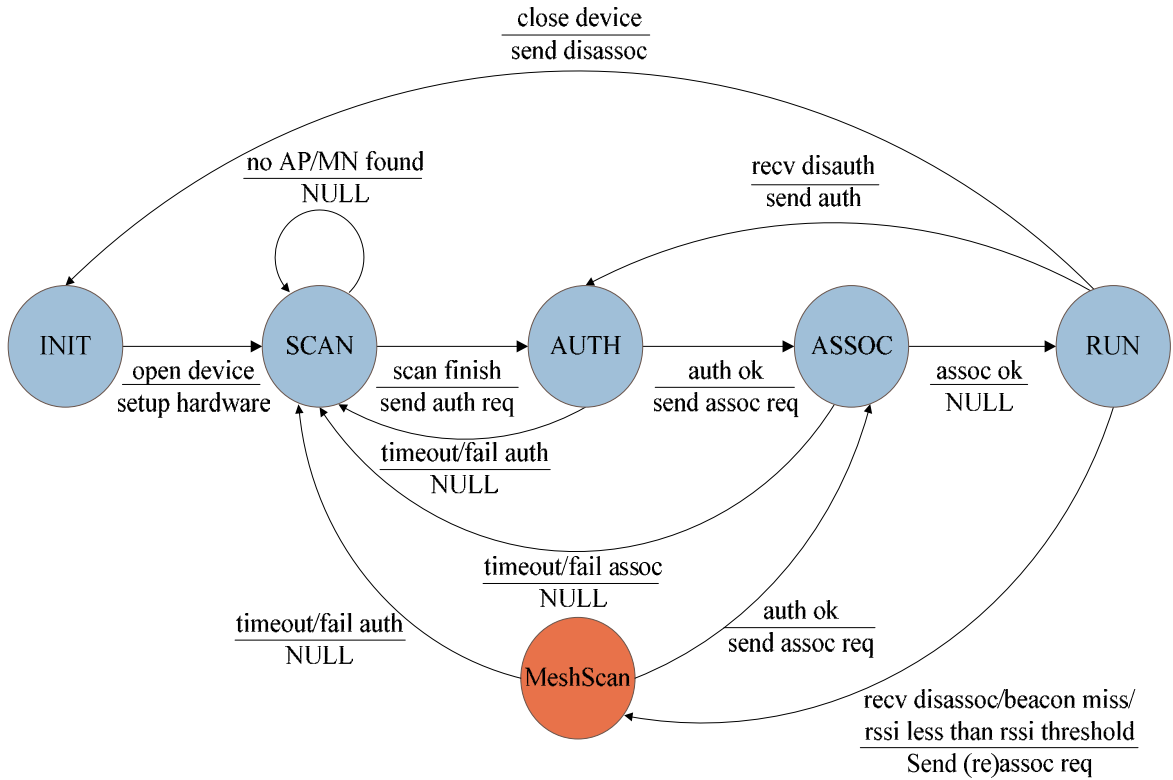 close device
send disassoc
no AP/MN found
NULL
recv disauth
send auth
INIT
SCAN
AUTH
ASSOC
RUN
open device
setup hardware
scan finish
send auth req
auth ok
send assoc req
assoc ok
NULL
timeout/fail auth
NULL
timeout/fail assoc
NULL
timeout/fail auth
NULL
auth ok
send assoc req
MeshScan
recv disassoc/beacon miss/
rssi less than rssi threshold
Send (re)assoc req